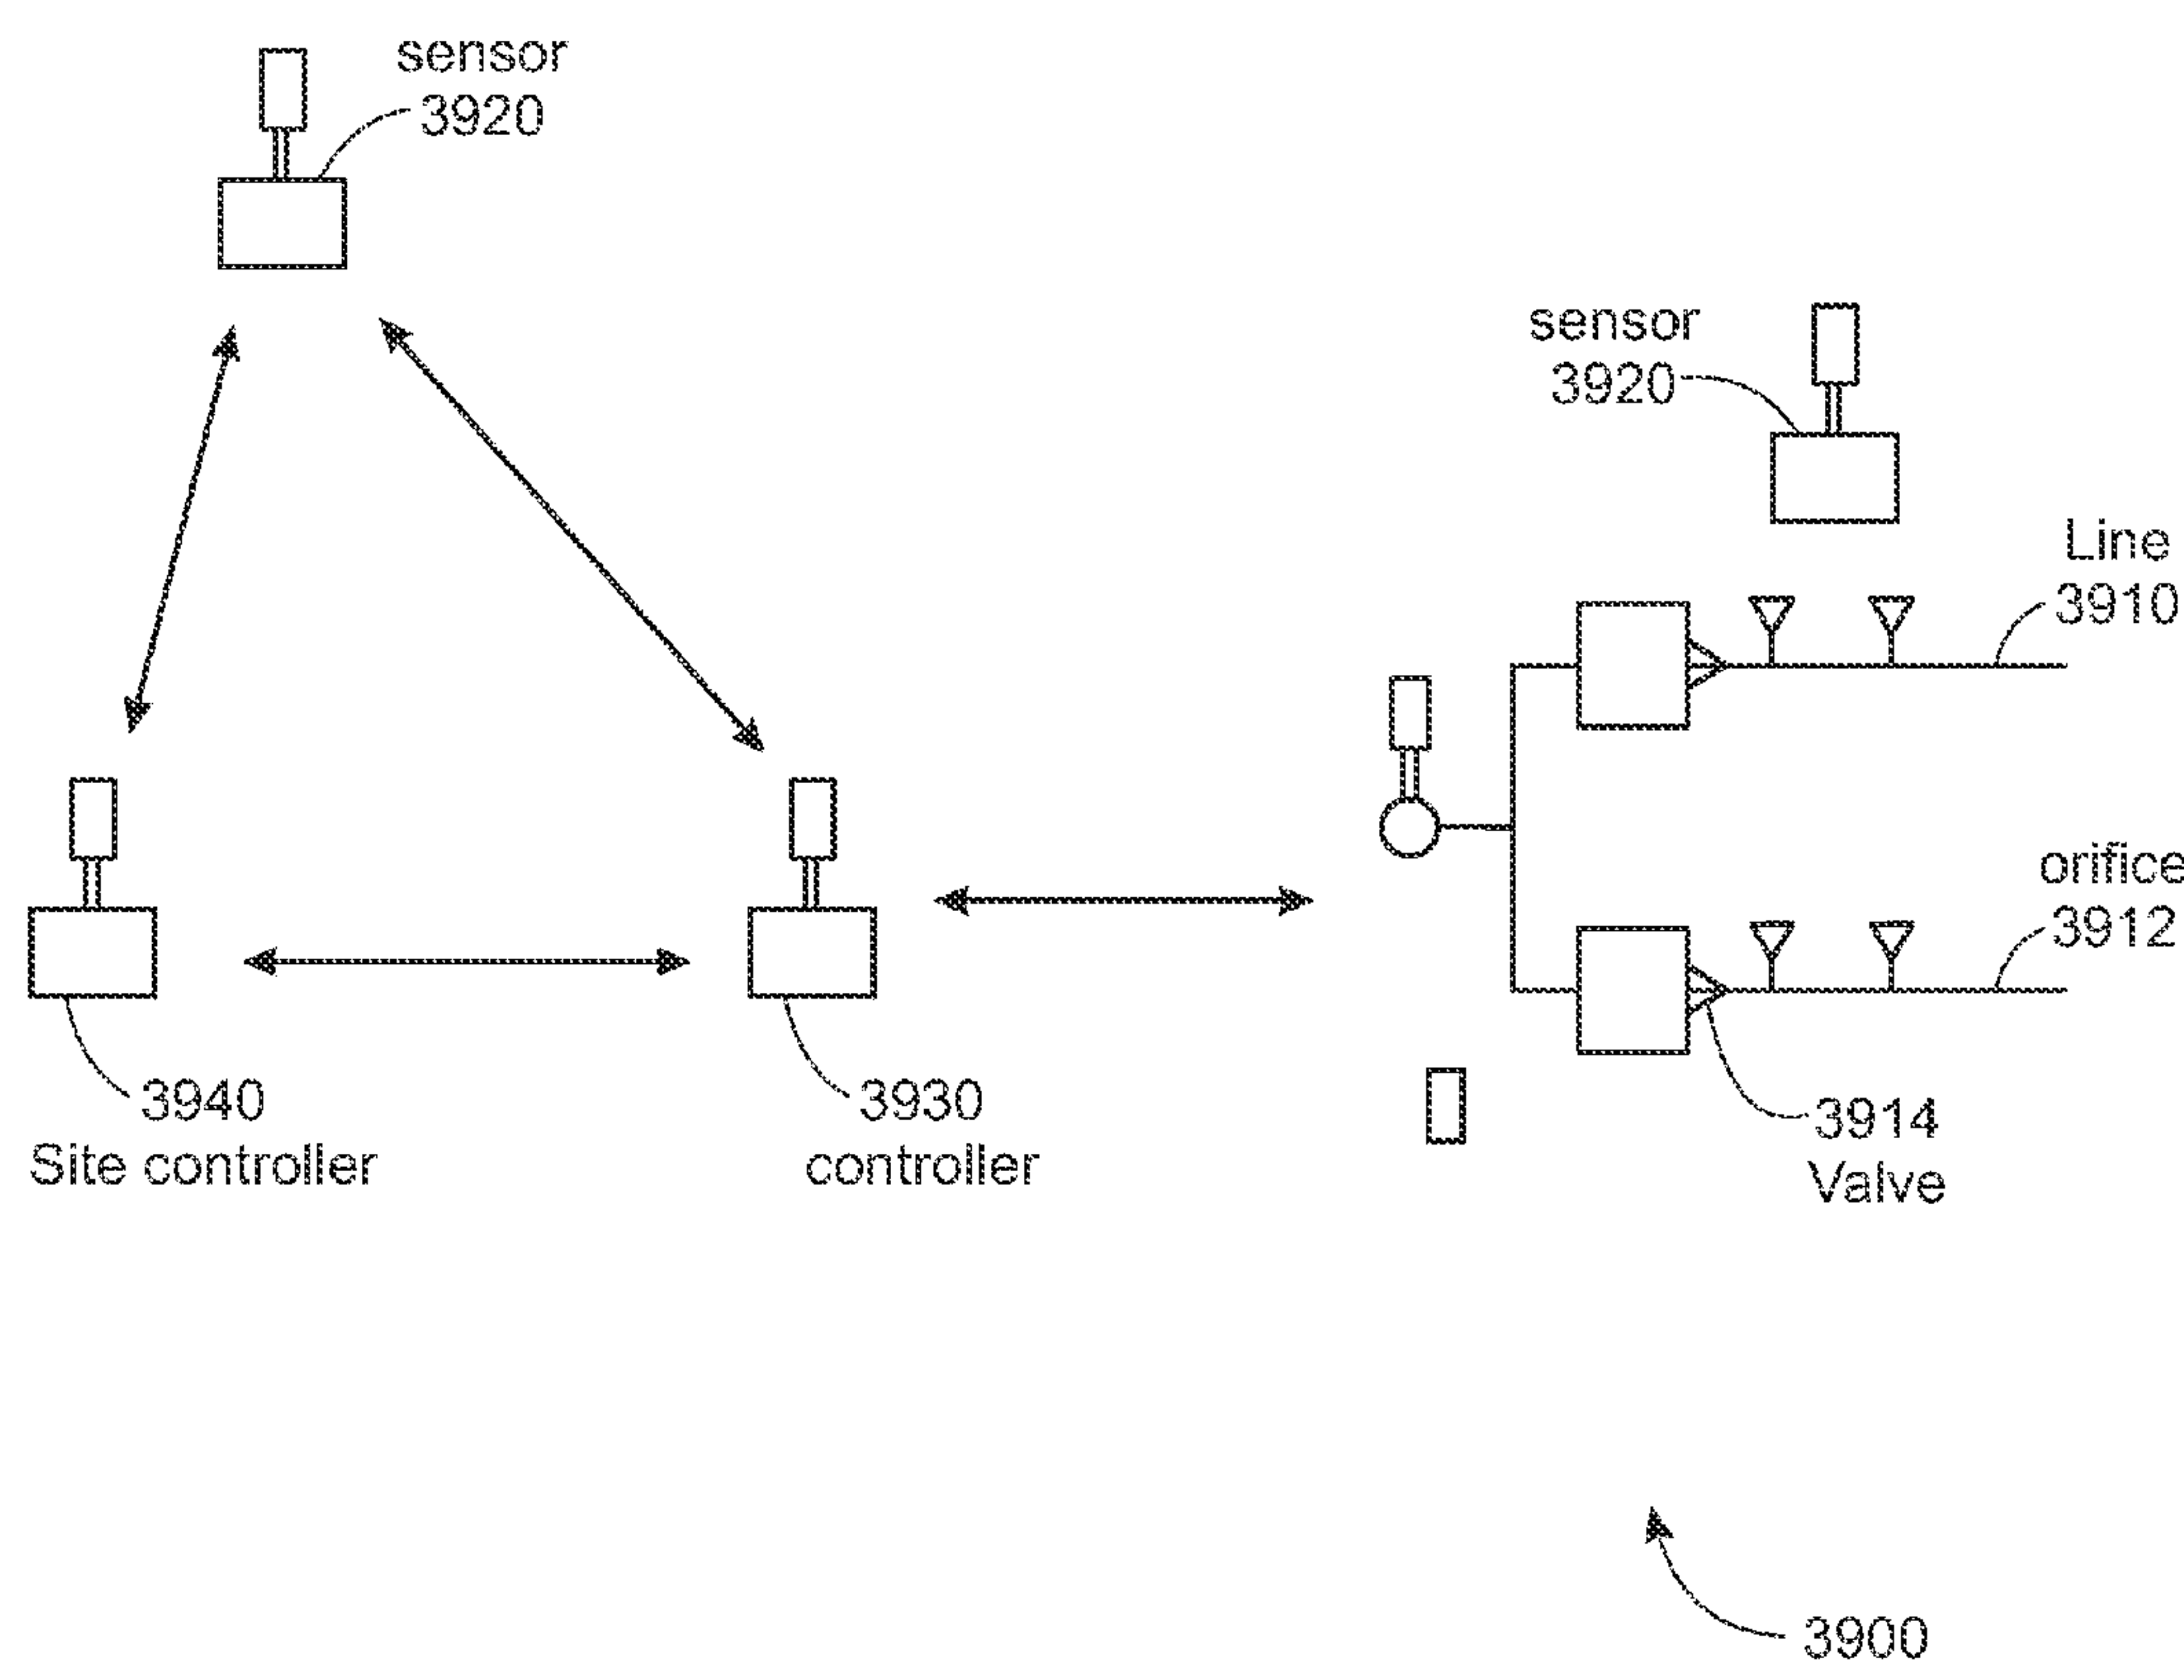 sensor
3920
sensor
3920
Line
3910
orifice
3912
3940
Site controller
3930
controller
3914
Valve
3900